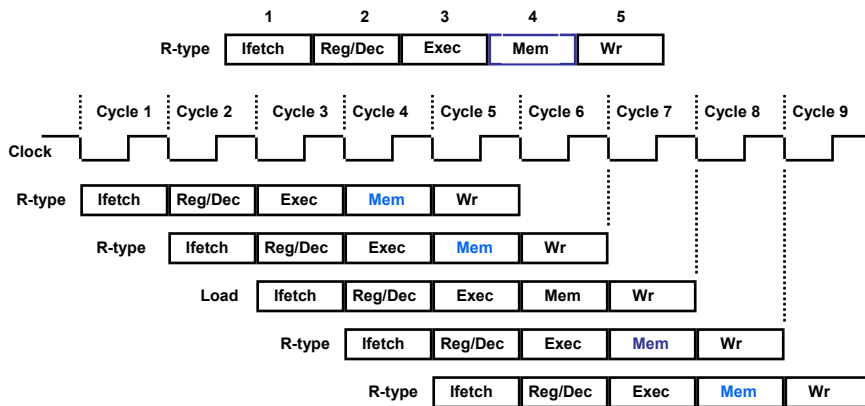 1 2 3 4 5
R-type Ifetch Reg/Dec Exec Mem Wr
Cycle 1 Cycle 2 Cycle 3 Cycle 4 Cycle 5 Cycle 6 Cycle 7 Cycle 8 Cycle 9
Clock
R-type Ifetch Reg/Dec Exec Mem Wr
R-type Ifetch Reg/Dec Exec Mem Wr
Load Ifetch Reg/Dec Exec Mem Wr
R-type Ifetch Reg/Dec Exec Mem Wr
R-type Ifetch Reg/Dec Exec Mem Wr